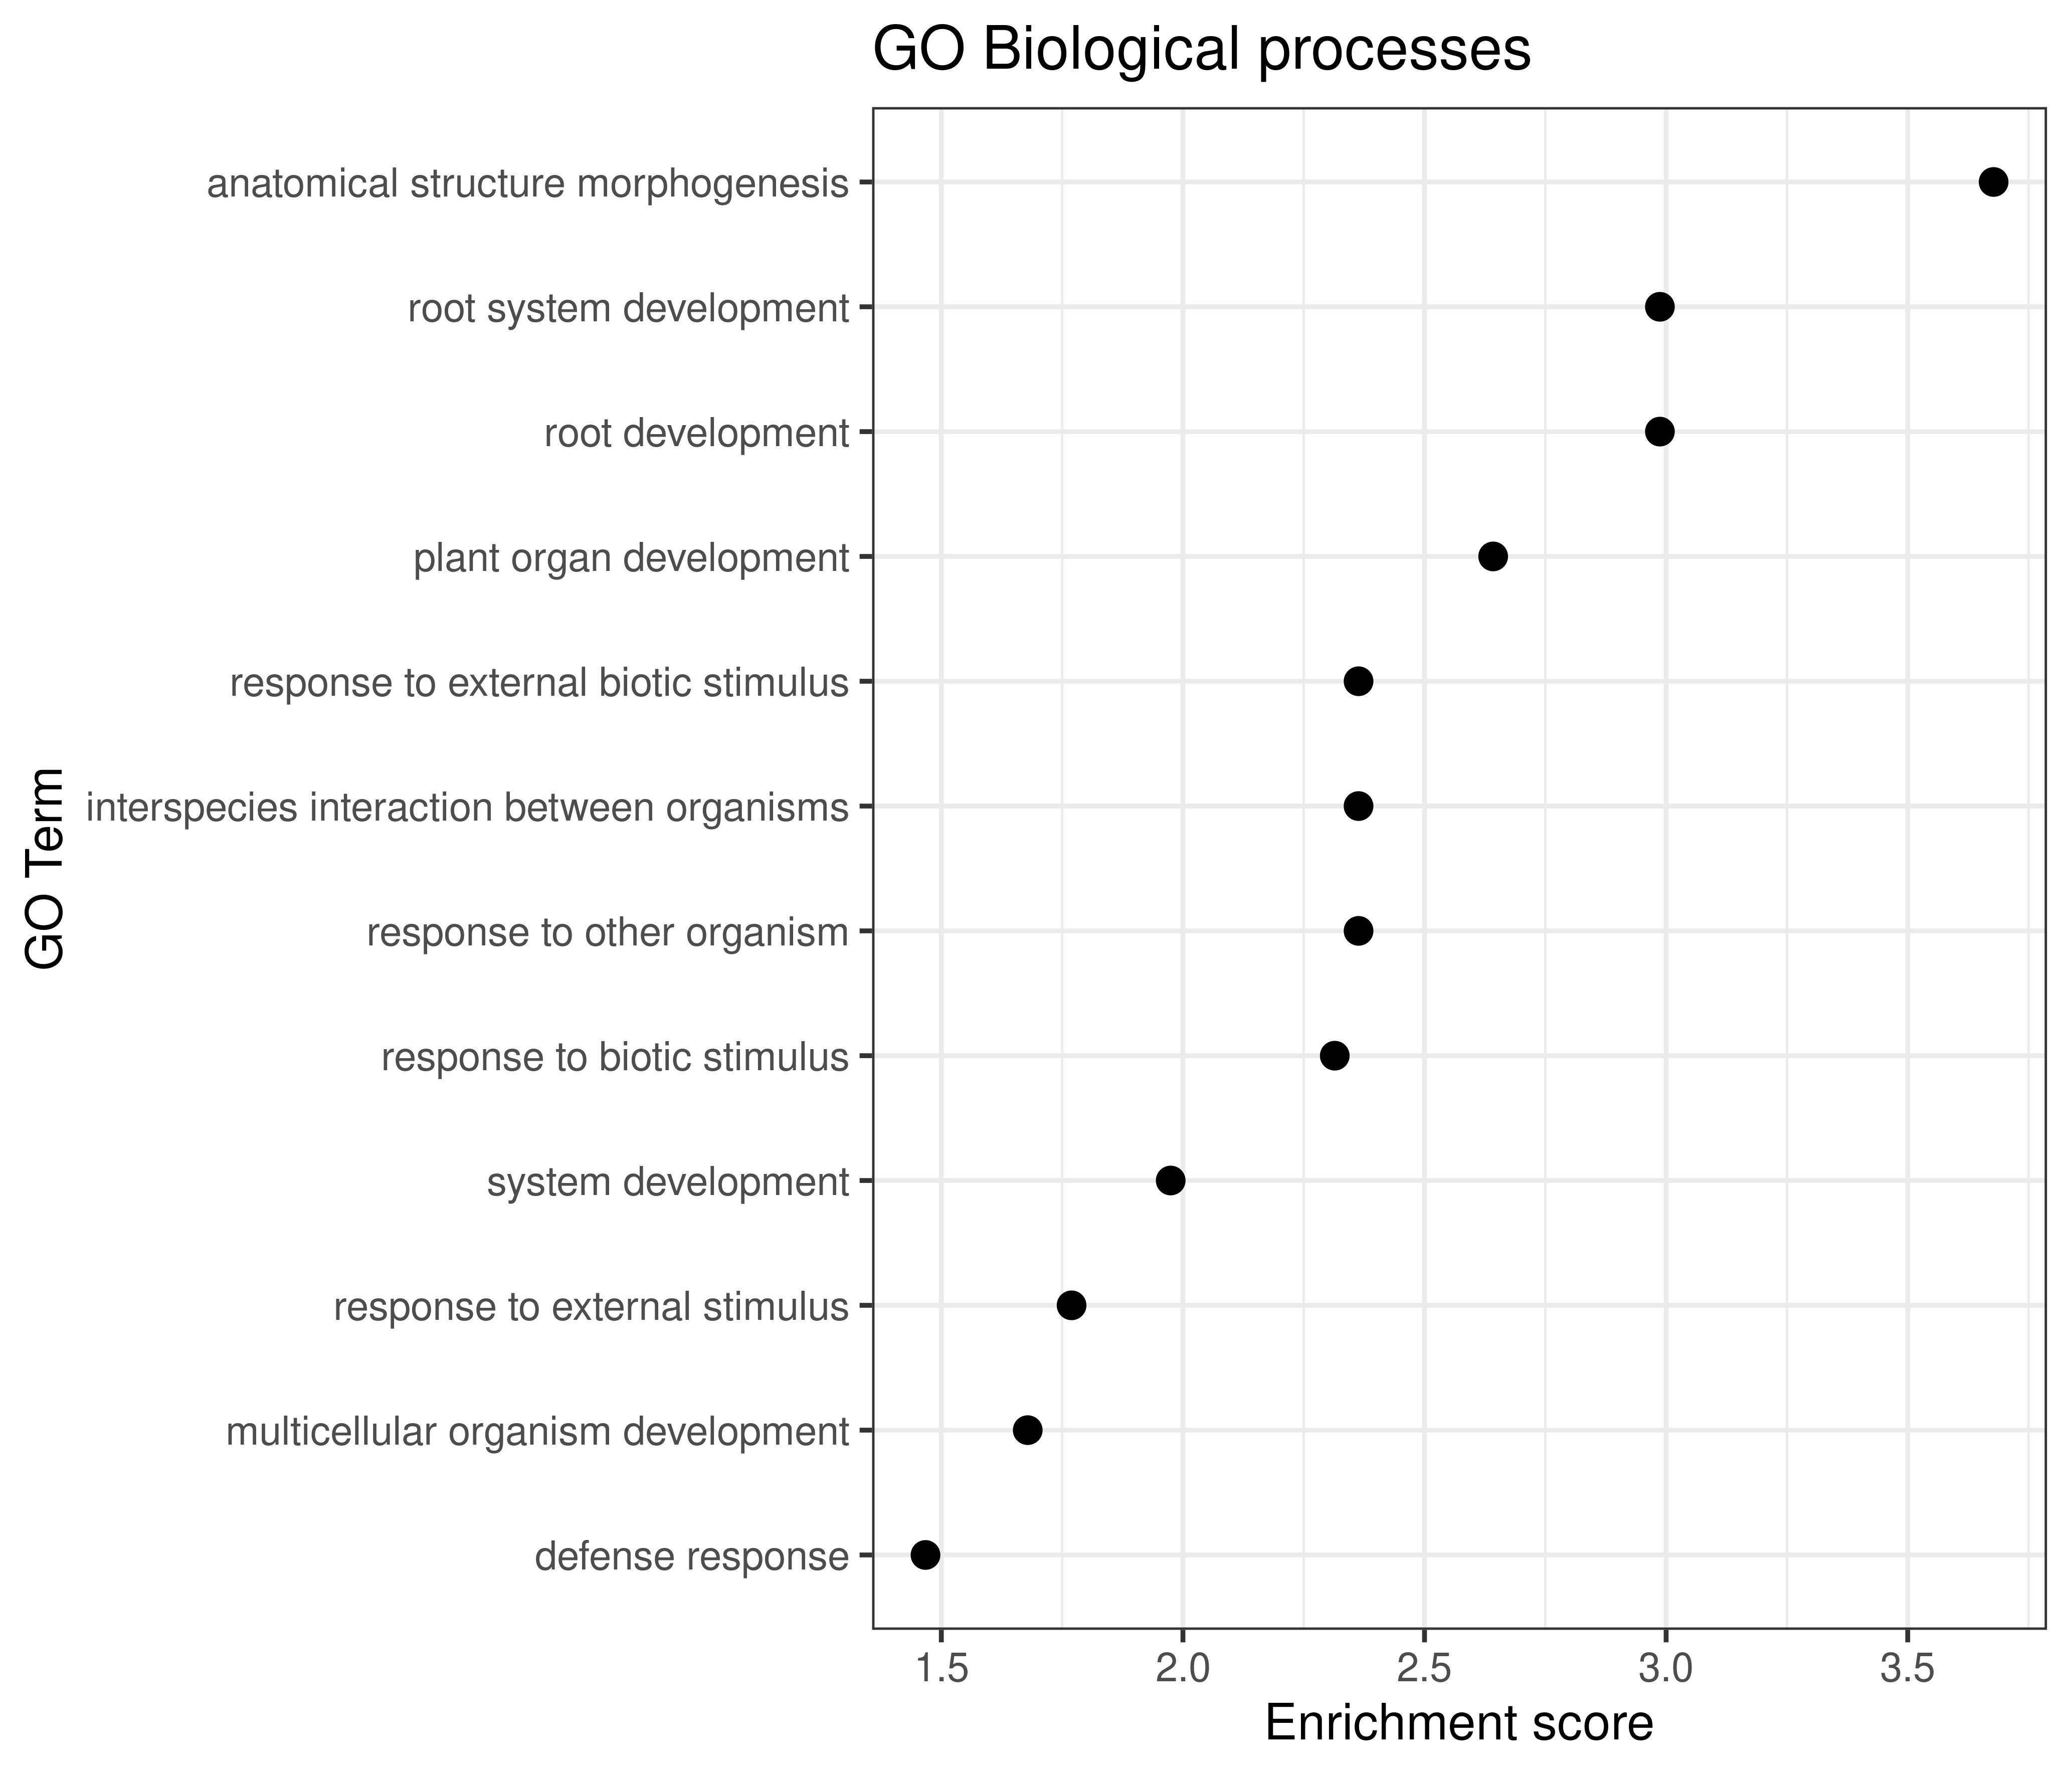 GO Biological processes
GO Term
anatomical structure morphogenesis
root system development
root development
plant organ development
response to external biotic stimulus
interspecies interaction between organisms
response to other organism
response to biotic stimulus
system development
response to external stimulus
multicellular organism development
defense response
1.5 2.0 2.5 3.0 3.5
Enrichment score